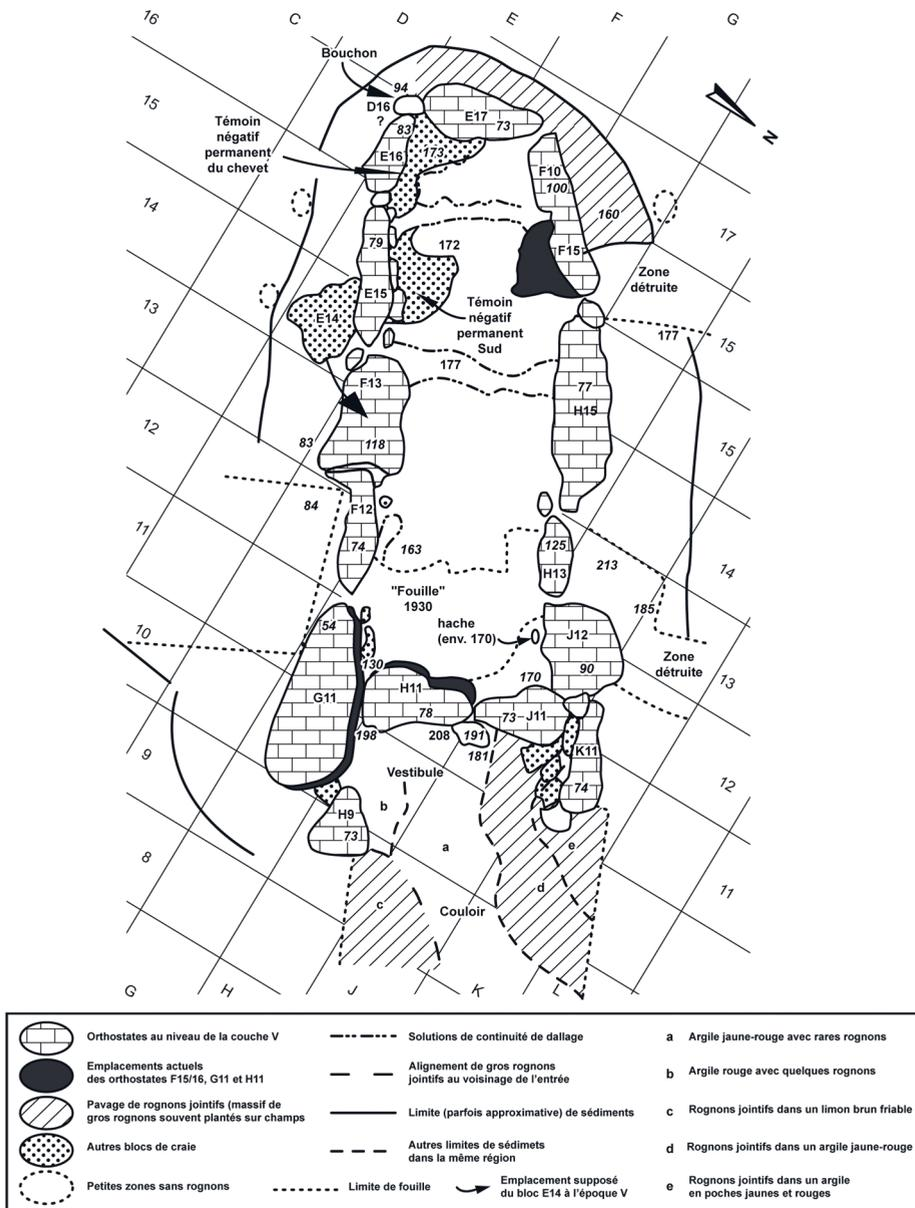 16
C
D
E
F
G
Bouchon
94
15
D16
?
E17
73
Témoin
négatif
permanent
du chevet
83
E16
173
F10
100
N
14
160
17
79
172
F15
Zone
détruite
13
E15
E14
Témoin
négatif
permanent
Sud
177
15
177
F13
77
H15
12
83
118
15
84
F12
11
74
163
125
H13
213
14
"Fouille"
1930
185
10
54
hache
(env. 170)
J12
Zone
détruite
130
90
13
G11
H11
170
78
73
J11
198
208
191
181
K11
9
Vestibule
12
b
74
H9
73
a
e
8
d
11
c
Couloir
G
H
J
K
L
Orthostates au niveau de la couche V
Emplacements actuels
des orthostates F15/16, G11 et H11
Pavage de rognons jointifs (massif de
gros rognons souvent plantés sur champs
Autres blocs de craie
Petites zones sans rognons
Solutions de continuité de dallage
Alignement de gros rognons
jointifs au voisinage de l'entrée
Limite (parfois approximative) de sédiments
Autres limites de sédimets
dans la même région
Limite de fouille
Emplacement supposé
du bloc E14 à l'époque V
a Argile jaune-rouge avec rares rognons
b Argile rouge avec quelques rognons
c Rognons jointifs dans un limon brun friable
d Rognons jointifs dans un argile jaune-rouge
e Rognons jointifs dans un argile
en poches jaunes et rouges